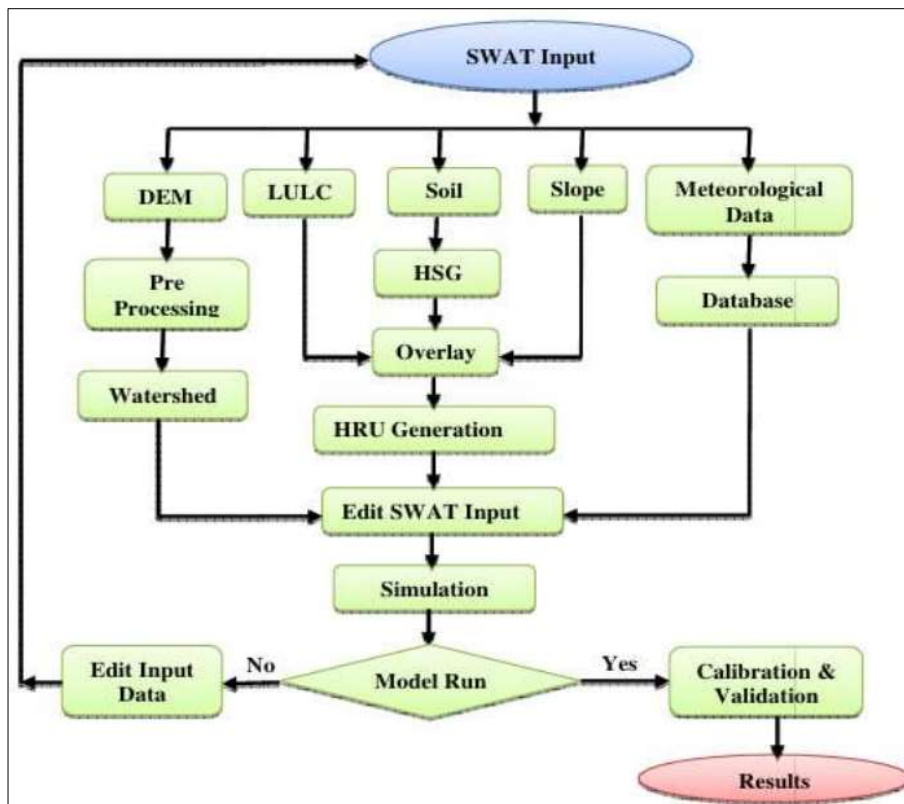 SWAT Input
DEM
LULC
Soil
Slope
Meteorological
Data
Pre
Processing
HSG
Database
Overlay
Watershed
HRU Generation
Edit SWAT Input
Simulation
Edit Input
Data
No
Model Run
Yes
Calibration &
Validation
Results